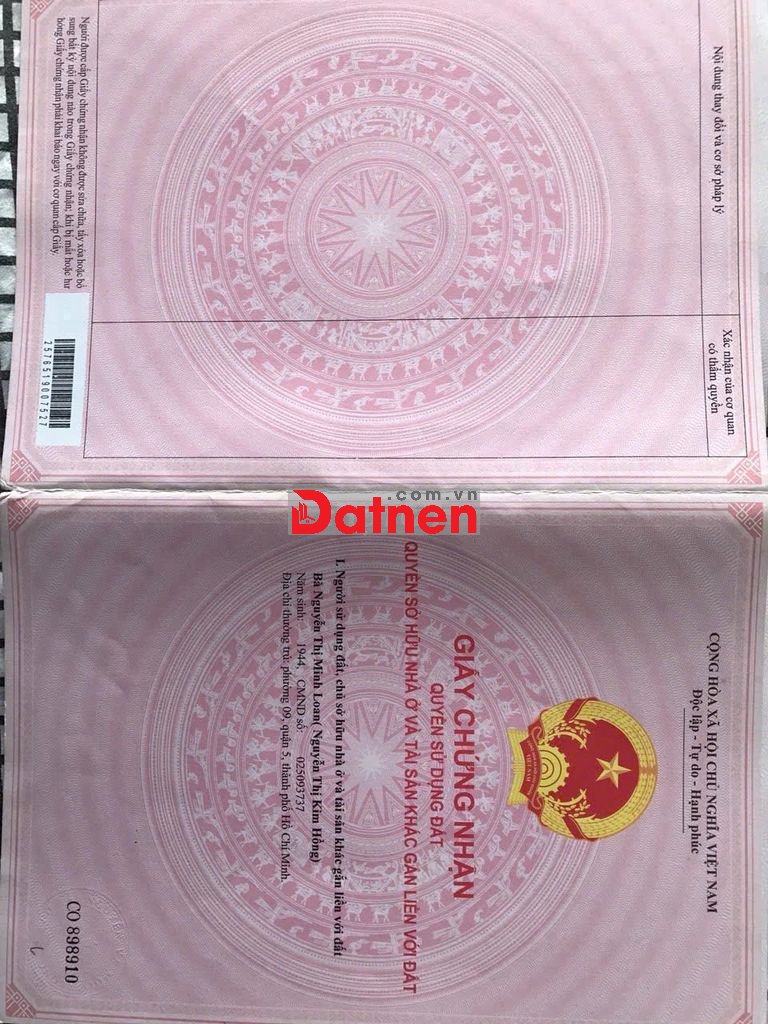 Nội dung thay đổi và cơ sở pháp lý
Xác nhận của cơ quan
có thẩm quyền
Người được cấp Giấy chứng nhận không được sửa chữa, tẩy xóa hoặc bổ
sung bất kỳ nội dung nào trong Giấy chứng nhận; khi bị mất hoặc hư
hỏng Giấy chứng nhận phải khai báo ngay với cơ quan cấp Giấy.
2576519007527
.com.vn
Datnen
CỘNG HÒA XÃ HỘI CHỦ NGHĨA VIỆT NAM
Độc lập - Tự do - Hạnh phúc
VIỆT NAM
GIẤY CHỨNG NHẬN
QUYỀN SỬ DỤNG ĐẤT
QUYỀN SỞ HỮU NHÀ Ở VÀ TÀI SẢN KHÁC GẮN LIỀN VỚI ĐẤT
I. Người sử dụng đất, chủ sở hữu nhà ở và tài sản khác gắn liền với đất
Bà Nguyễn Thị Minh Loan( Nguyễn Thị Kim Hồng)
Năm sinh: 1944, CMND số: 025093737
Địa chỉ thường trú: phường 09, quận 5, thành phố Hồ Chí Minh.
CO 898910